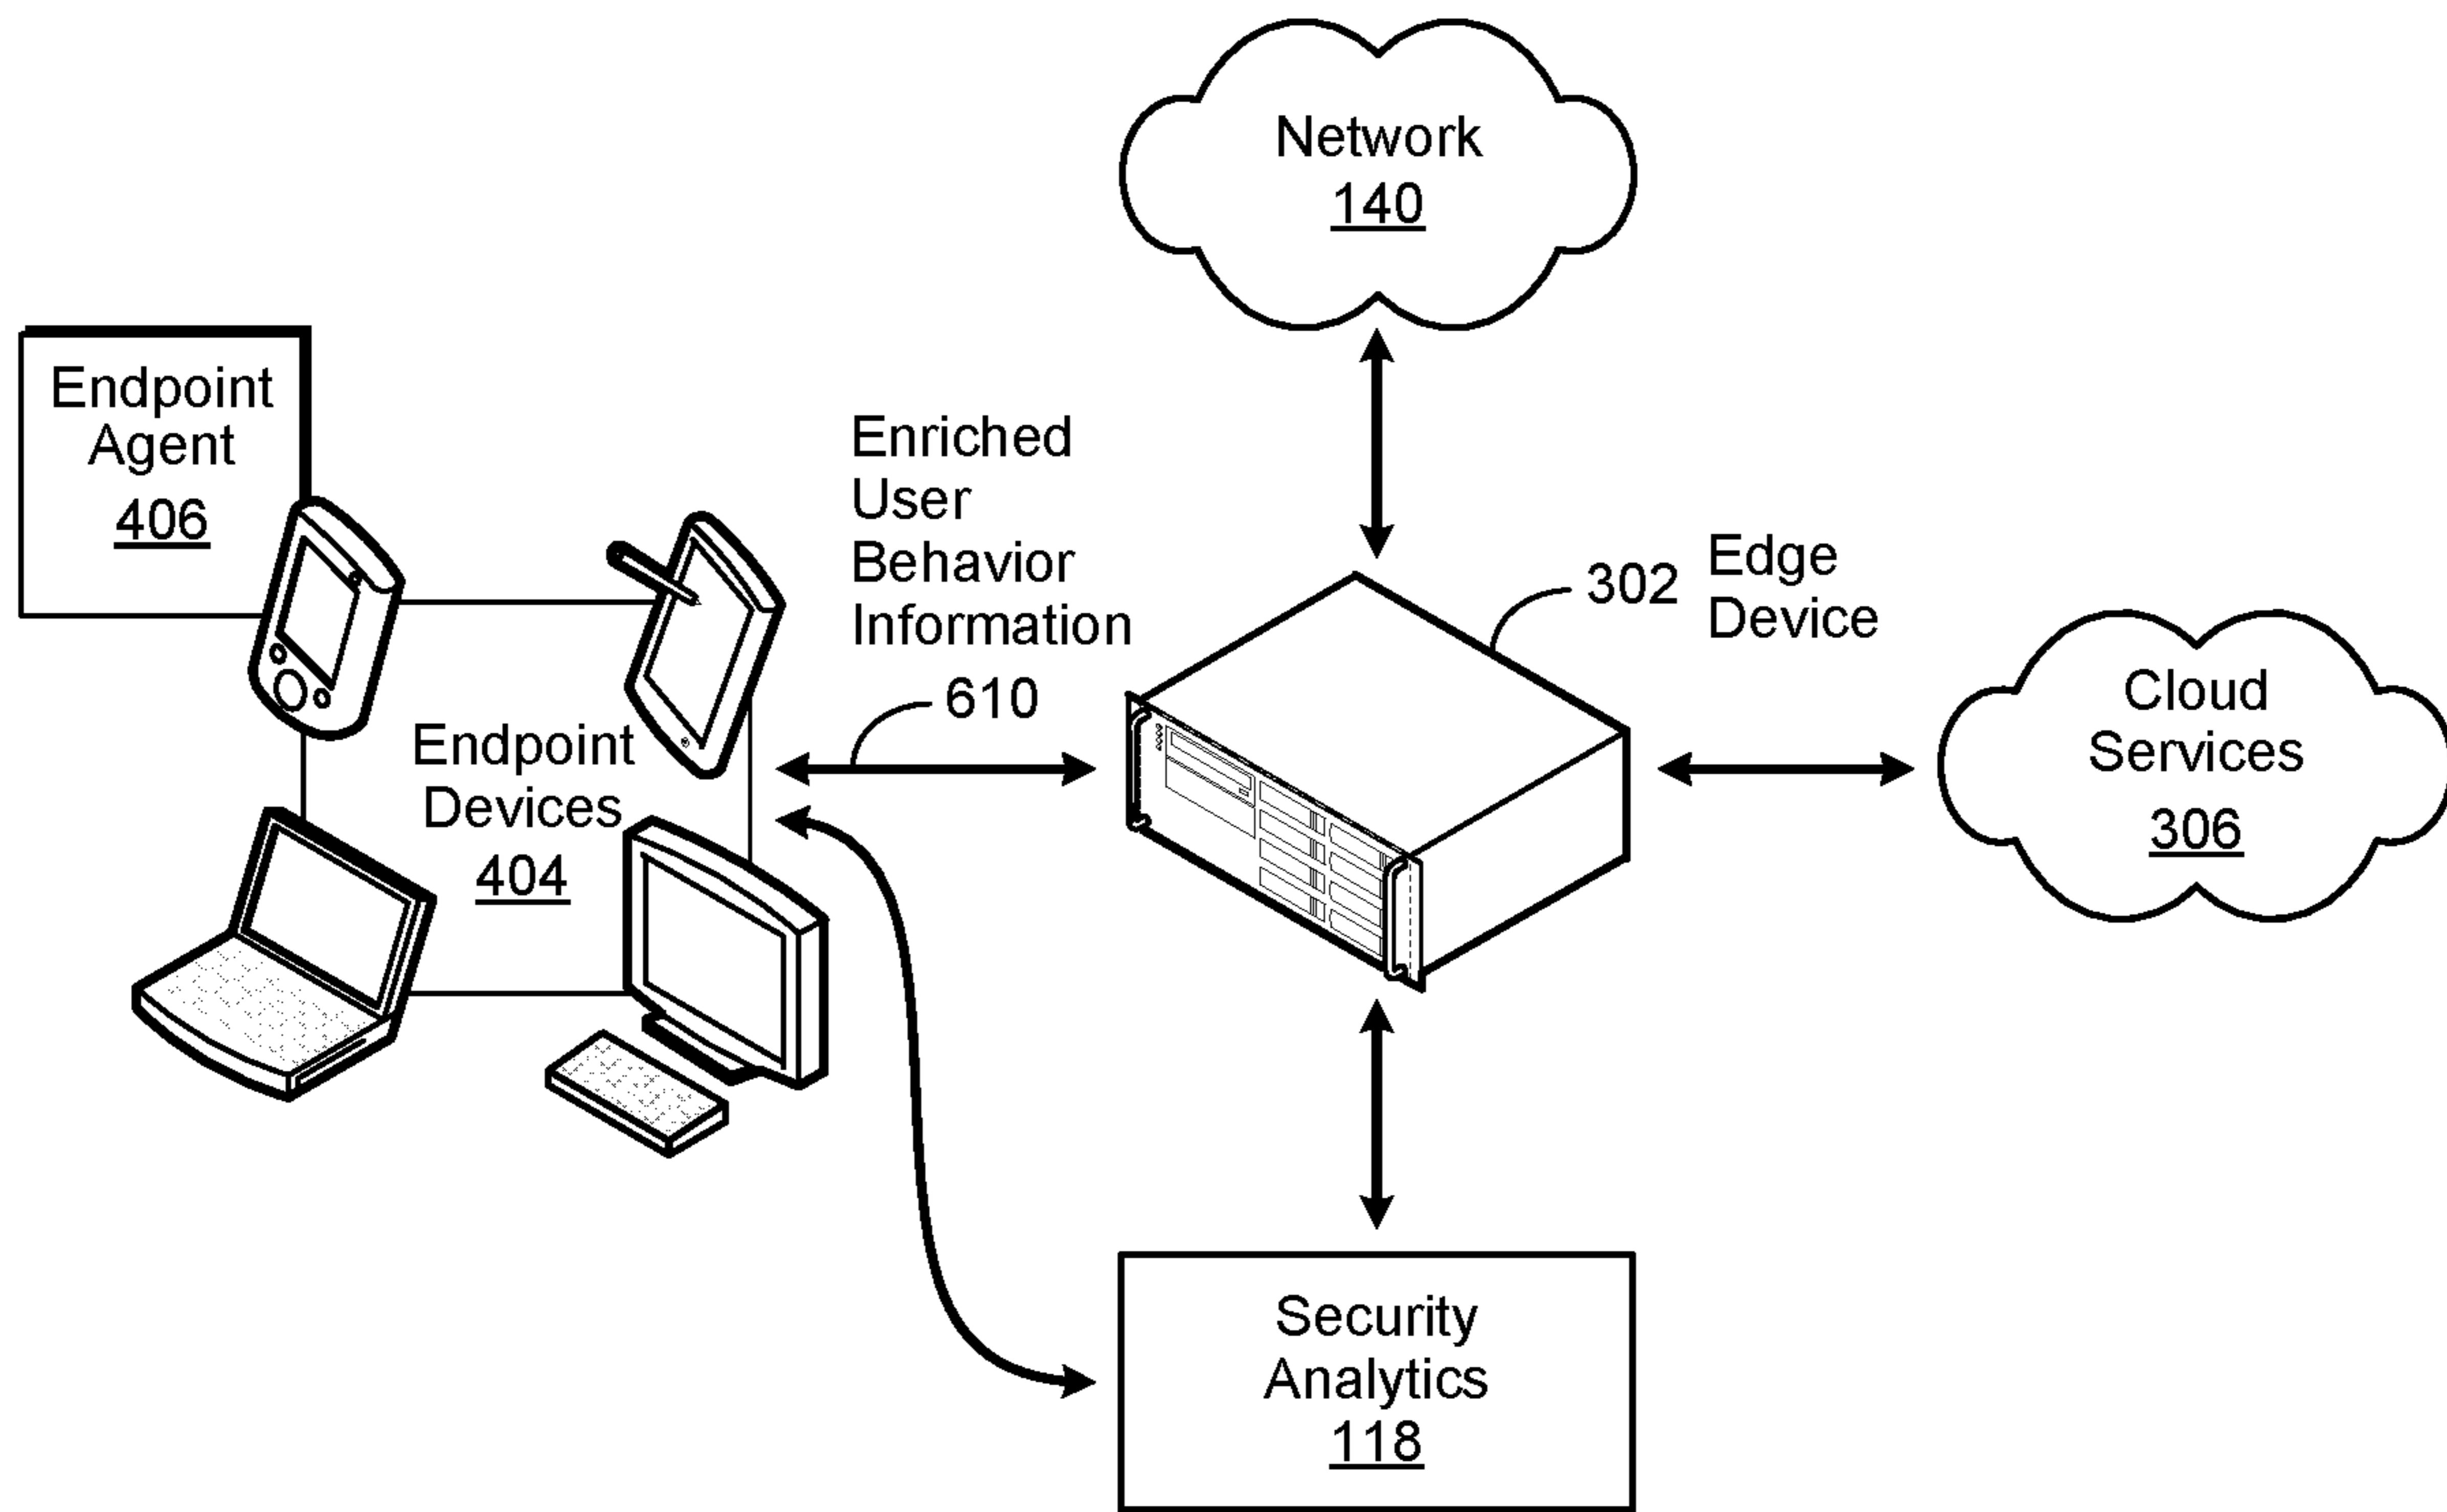 Network
140
Endpoint
Agent
406
Enriched
User
Behavior
Information
610
302
Edge
Device
Cloud
Services
306
Endpoint
Devices
404
Security
Analytics
118